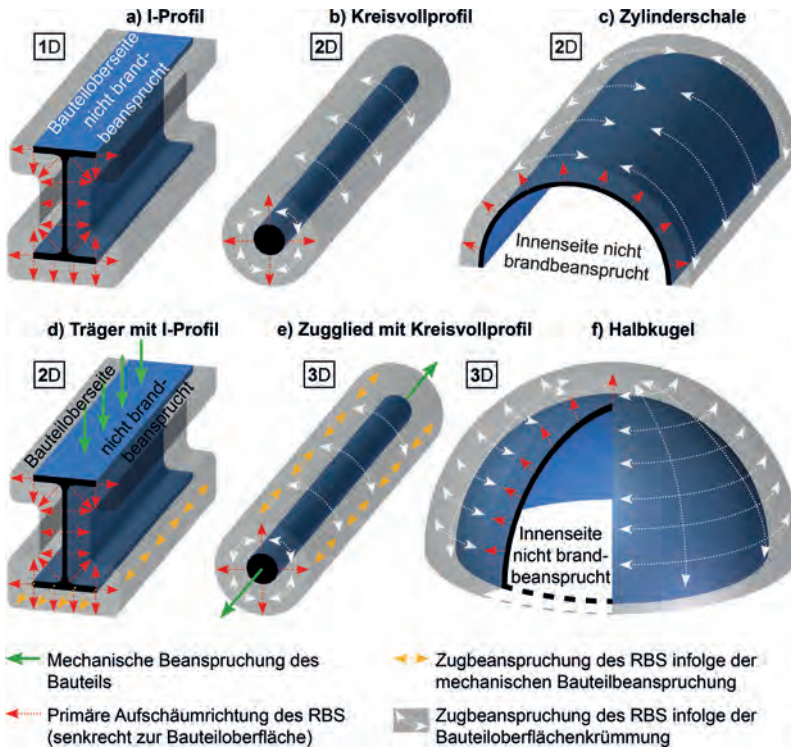 a) I-Profil
b) Kreisvollprofil
c) Zylinderschale
1D
2D
2D
Bauteiloberseite
nicht brand-
beansprucht
Innenseite nicht
brandbeansprucht
d) Träger mit I-Profil
e) Zugglied mit Kreisvollprofil
f) Halbkugel
2D
3D
3D
Bauteiloberseite
nicht brand-
beansprucht
Innenseite
nicht brand-
beansprucht
Mechanische Beanspruchung des
Bauteils
Primäre Aufschäumrichtung des RBS
(senkrecht zur Bauteiloberfläche)
Zugbeanspruchung des RBS infolge der
mechanischen Bauteilbeanspruchung
Zugbeanspruchung des RBS infolge der
Bauteiloberflächenkrümmung